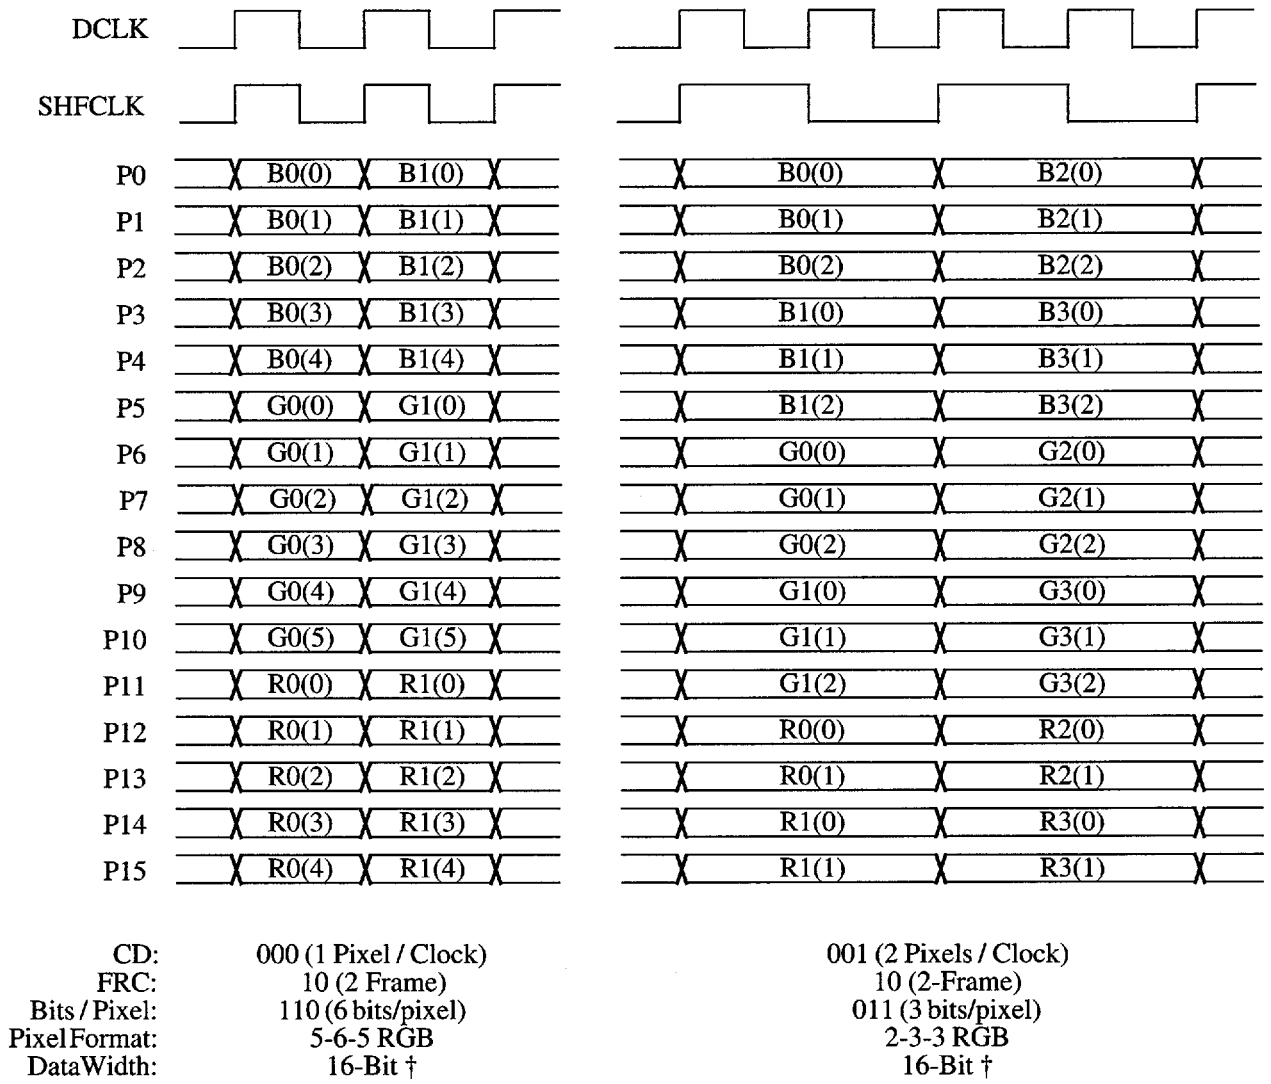 DCLK
SHFCLK
P0 B0(0) B1(0) B0(0) B2(0)
P1 B0(1) B1(1) B0(1) B2(1)
P2 B0(2) B1(2) B0(2) B2(2)
P3 B0(3) B1(3) B1(0) B3(0)
P4 B0(4) B1(4) B1(1) B3(1)
P5 G0(0) G1(0) B1(2) B3(2)
P6 G0(1) G1(1) G0(0) G2(0)
P7 G0(2) G1(2) G0(1) G2(1)
P8 G0(3) G1(3) G0(2) G2(2)
P9 G0(4) G1(4) G1(0) G3(0)
P10 G0(5) G1(5) G1(1) G3(1)
P11 R0(0) R1(0) G1(2) G3(2)
P12 R0(1) R1(1) R0(0) R2(0)
P13 R0(2) R1(2) R0(1) R2(1)
P14 R0(3) R1(3) R1(0) R3(0)
P15 R0(4) R1(4) R1(1) R3(1)
CD: 000 (1 Pixel / Clock) 001 (2 Pixels / Clock)
FRC: 10 (2 Frame) 10 (2-Frame)
Bits / Pixel: 110 (6 bits/pixel) 011 (3 bits/pixel)
Pixel Format: 5-6-5 RGB 2-3-3 RGB
Data Width: 16-Bit † 16-Bit †